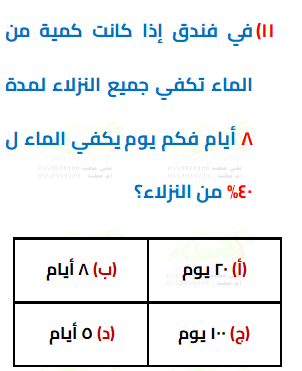 ١١) في فندق إذا كانت كمية من
الماء تكفي جميع النزلاء لمدة
٨ أيام فكم يوم يكفي الماء ل
٤٠% من النزلاء؟
(أ) ٢٠ يوم
(ب) ٨ أيام
(ج) ١٠٠ يوم
(د) ٥ أيام